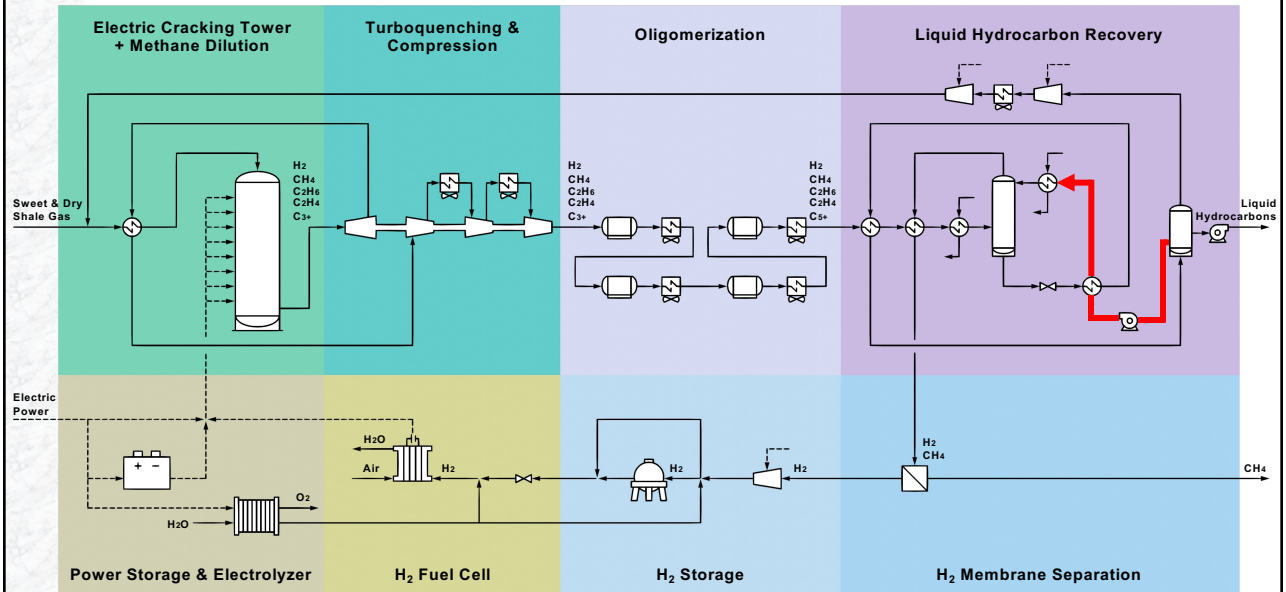 Electric Cracking Tower
+ Methane Dilution
Turboquenching &
Compression
Oligomerization
Liquid Hydrocarbon Recovery
H2
CH4
C2H6
C2H4
C3+
H2
CH4
C2H6
C2H4
C3+
H2
CH4
C2H6
C2H4
C5+
Sweet & Dry
Shale Gas
Liquid
Hydrocarbons
Electric
Power
+ −
H2O
O2
H2O
Air
H2
H2
H2
H2
CH4
CH4
Power Storage & Electrolyzer
H2 Fuel Cell
H2 Storage
H2 Membrane Separation